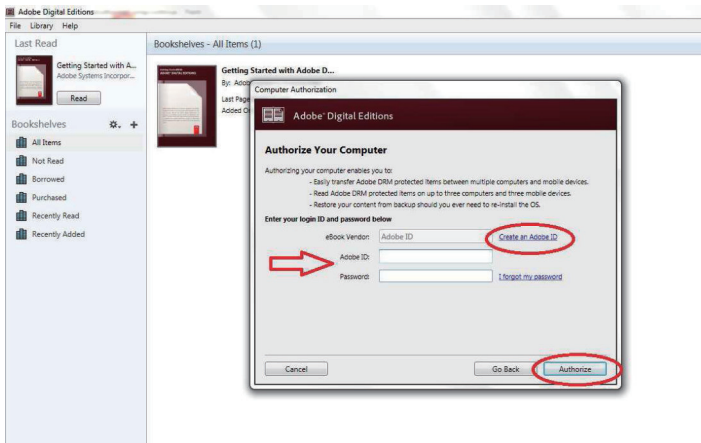 Adobe Digital Editions
File Library Help
Last Read
Getting Started with A...
Adobe Systems Incorpor...
Read
Bookshelves
All Items
Not Read
Borrowed
Purchased
Recently Read
Recently Added
Bookshelves - All Items (1)
Getting Started with Adobe D...
By: Adob
Last Page
Added O
Computer Authorization
Adobe® Digital Editions
Authorize Your Computer
Authorizing your computer enables you to:
- Easily transfer Adobe DRM protected items between multiple computers and mobile devices.
- Read Adobe DRM protected items on up to three computers and three mobile devices.
- Restore your content from backup should you ever need to re-install the OS.
Enter your login ID and password below
eBook Vendor: Adobe ID Create an Adobe ID
Adobe ID:
Password: I forgot my password
Cancel Go Back Authorize